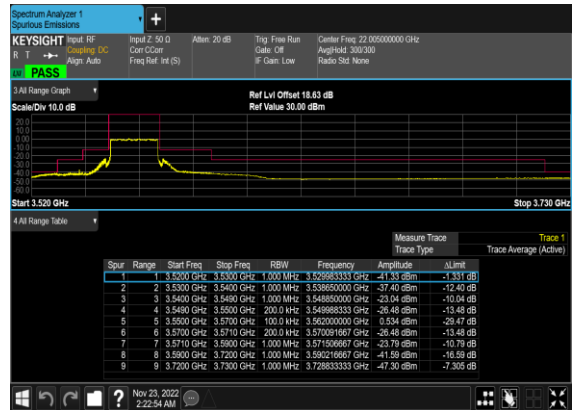 Spectrum Analyzer 1
Spurious Emissions
KEYSIGHT Input: RF Input Z: 50 Ω Atten: 20 dB Trig: Free Run Center Freq: 22.005000000 GHz
R T Coupling: DC Corr CCorr Gate: Off Avg|Hold: 300/300
Align: Auto Freq Ref: Int (S) IF Gain: Low Radio Std: None
PASS
3 All Range Graph
Ref Lvl Offset 18.63 dB
Scale/Div 10.0 dB Ref Value 30.00 dBm
20.0
10.0
0.00
-10.0
-20.0
-30.0
-40.0
-50.0
-60.0
Start 3.520 GHz Stop 3.730 GHz
4 All Range Table
Measure Trace Trace 1
Trace Type Trace Average (Active)
Spur Range Start Freq Stop Freq RBW Frequency Amplitude ΔLimit
1 1 3.5200 GHz 3.5300 GHz 1.000 MHz 3.529983333 GHz -41.33 dBm -1.331 dB
2 2 3.5300 GHz 3.5400 GHz 1.000 MHz 3.538650000 GHz -37.40 dBm -12.40 dB
3 3 3.5400 GHz 3.5490 GHz 1.000 MHz 3.548850000 GHz -23.04 dBm -10.04 dB
4 4 3.5490 GHz 3.5500 GHz 200.0 kHz 3.549988333 GHz -26.48 dBm -13.48 dB
5 5 3.5500 GHz 3.5700 GHz 100.0 kHz 3.562000000 GHz 0.534 dBm -29.47 dB
6 6 3.5700 GHz 3.5710 GHz 200.0 kHz 3.570091667 GHz -26.48 dBm -13.48 dB
7 7 3.5710 GHz 3.5900 GHz 1.000 MHz 3.571506667 GHz -23.79 dBm -10.79 dB
8 8 3.5900 GHz 3.7200 GHz 1.000 MHz 3.590216667 GHz -41.59 dBm -16.59 dB
9 9 3.7200 GHz 3.7300 GHz 1.000 MHz 3.728833333 GHz -47.30 dBm -7.305 dB
Nov 23, 2022
2:22:54 AM